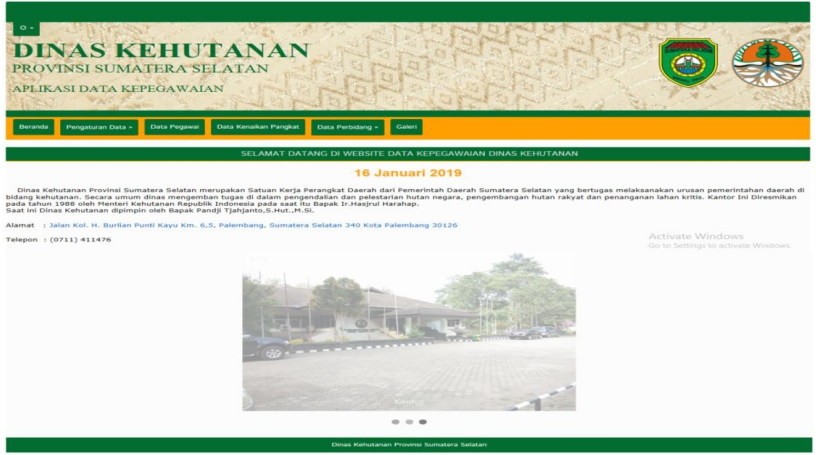 DINAS KEHUTANAN
PROVINSI SUMATERA SELATAN
APLIKASI DATA KEPEGAWAIAN
Beranda Pengaturan Data Data Pegawai Data Kenaikan Pangkat Data Perbidang Galeri
SELAMAT DATANG DI WEBSITE DATA KEPEGAWAIAN DINAS KEHUTANAN
16 Januari 2019
Dinas Kehutanan Provinsi Sumatera Selatan merupakan Satuan Kerja Perangkat Daerah dari Pemerintah Daerah Sumatera Selatan yang bertugas melaksanakan urusan pemerintahan daerah di
bidang kehutanan. Secara umum dinas mengemban tugas di dalam pengendalian dan pelestarian hutan negara, pengembangan hutan rakyat dan penanganan lahan kritis. Kantor Ini Diresmikan
pada tahun 1988 oleh Menteri Kehutanan Republik Indonesia pada saat itu Bapak Ir.Hasjrul Harahap.
Saat ini Dinas Kehutanan dipimpin oleh Bapak Pandji Tjahjanto,S.Hut.,M.Si.
Alamat : Jalan Kol. H. Burlian Punti Kayu Km. 6,5, Palembang, Sumatera Selatan 340 Kota Palembang 30126
Telepon : (0711) 411476
Activate Windows
Go to Settings to activate Windows.
Kantor
Dinas Kehutanan Provinsi Sumatera Selatan